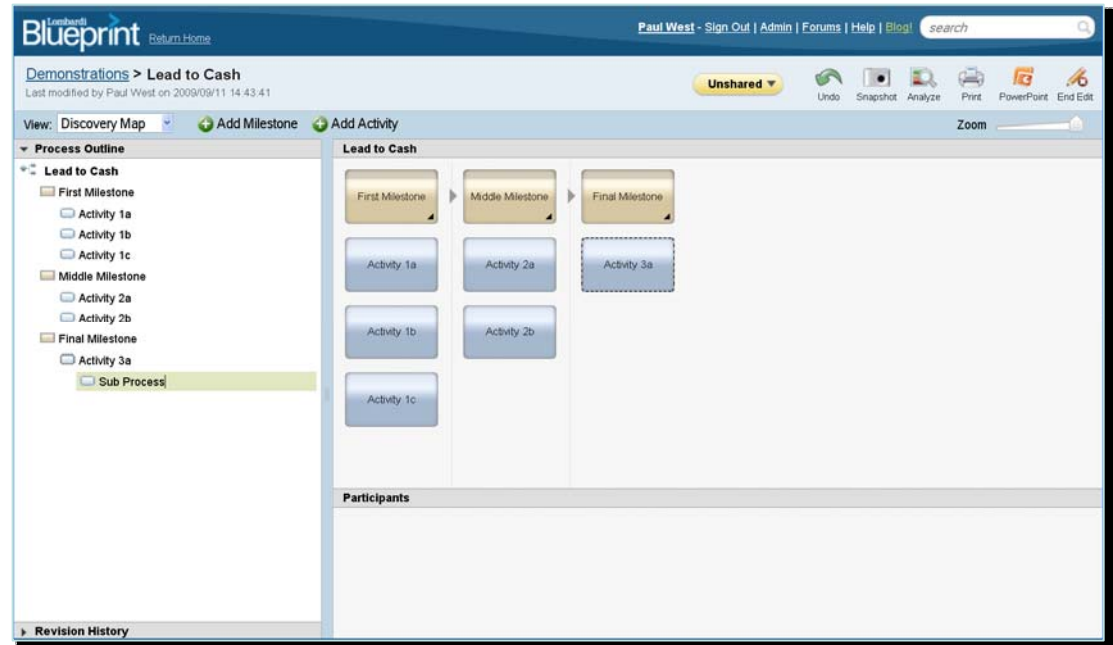 Lombardi
Blueprint Return Home
Paul West - Sign Out | Admin | Forums | Help | Blog!
search
Demonstrations > Lead to Cash
Last modified by Paul West on 2009/09/11 14:43:41
Unshared
Undo Snapshot Analyze Print PowerPoint End Edit
View: Discovery Map Add Milestone Add Activity Zoom
Process Outline
Lead to Cash
First Milestone
Activity 1a
Activity 1b
Activity 1c
Middle Milestone
Activity 2a
Activity 2b
Final Milestone
Activity 3a
Sub Process
Revision History
Lead to Cash
First Milestone Middle Milestone Final Milestone
Activity 1a Activity 2a Activity 3a
Activity 1b Activity 2b
Activity 1c
Participants